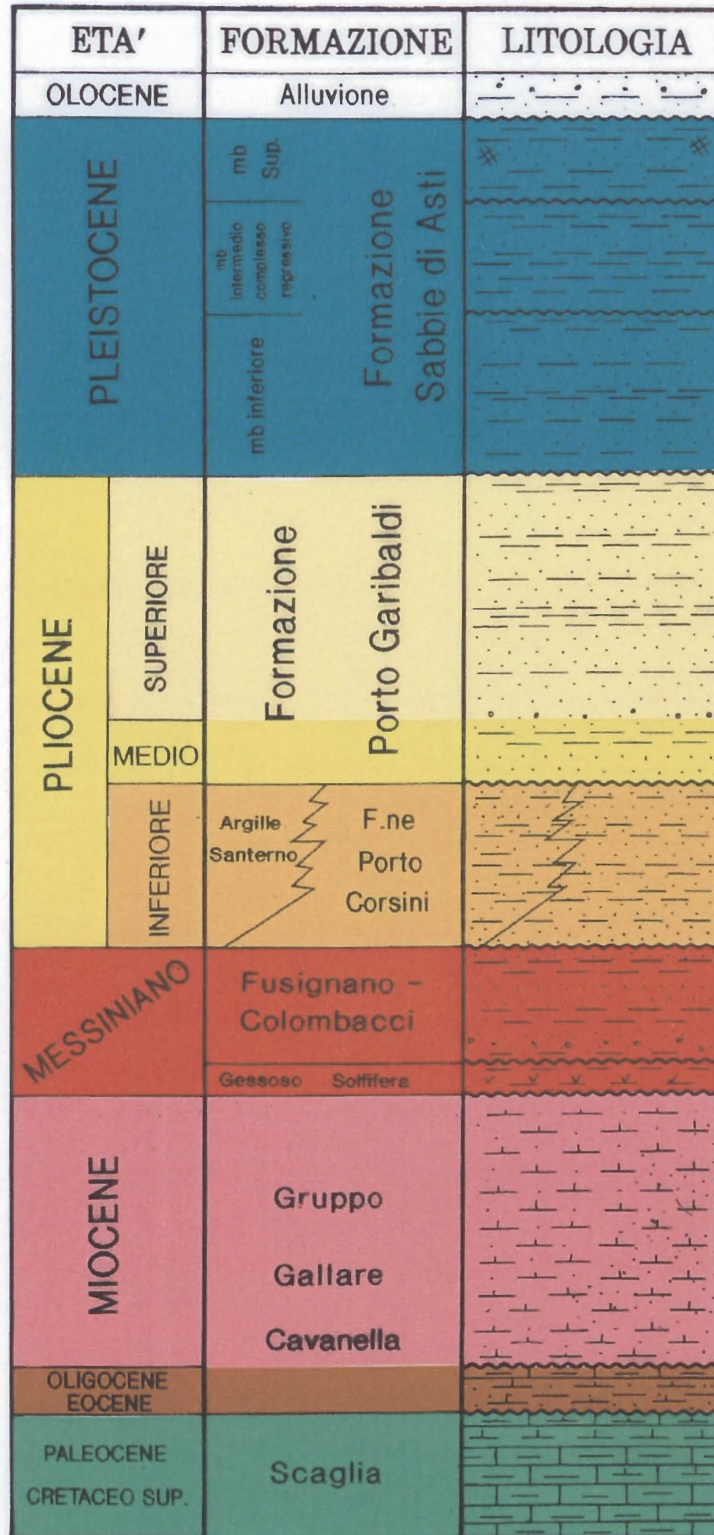 ETA'
FORMAZIONE
LITOLOGIA
OLOCENE
Alluvione
PLEISTOCENE
mb
Sup.
mb
intermedio
complesso
regressivo
mb inferiore
Formazione
Sabbie di Asti
PLIOCENE
SUPERIORE
MEDIO
INFERIORE
Formazione
Porto Garibaldi
Argille
Santerno
F.ne
Porto
Corsini
MESSINIANO
Fusignano -
Colombacci
Gessoso Solfifera
MIOCENE
Gruppo
Gallare
Cavanella
OLIGOCENE
EOCENE
PALEOCENE
CRETACEO SUP.
Scaglia